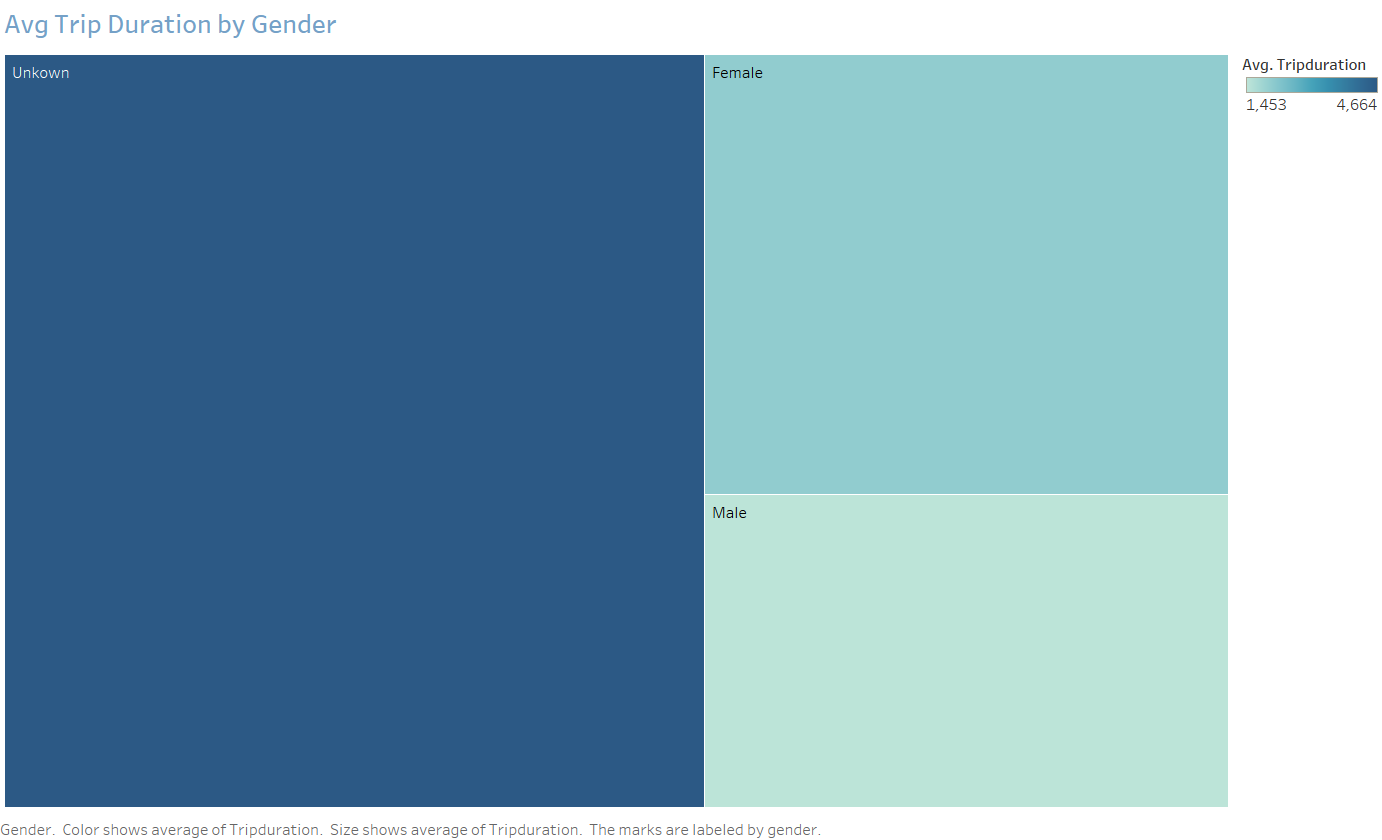 Avg Trip Duration by Gender
Unkown
Female
Avg. Tripduration
1,453 4,664
Male
Gender.  Color shows average of Tripduration.  Size shows average of Tripduration.  The marks are labeled by gender.